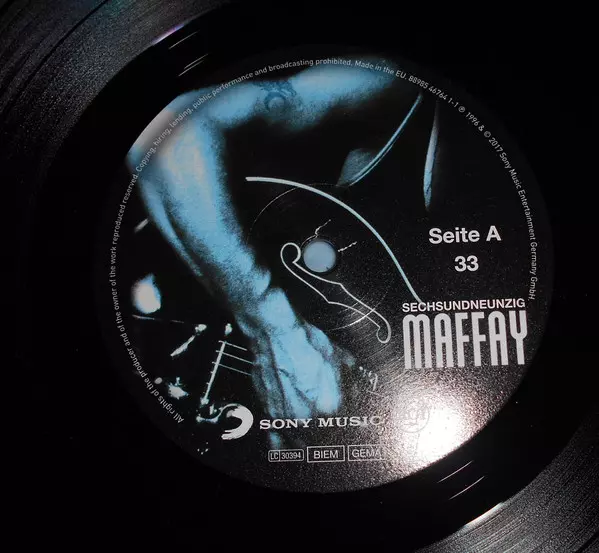 All rights of the producer and of the owner of the work reproduced reserved. Copying, hiring, lending, public performance and broadcasting prohibited. Made in the EU. 88985 46764 1-1 ℗ 1996 & © 2017 Sony Music Entertainment Germany GmbH.
Seite A
33
SECHSUNDNEUNZIG
MAFFAY
SONY MUSIC
LC 30394 BIEM GEMA